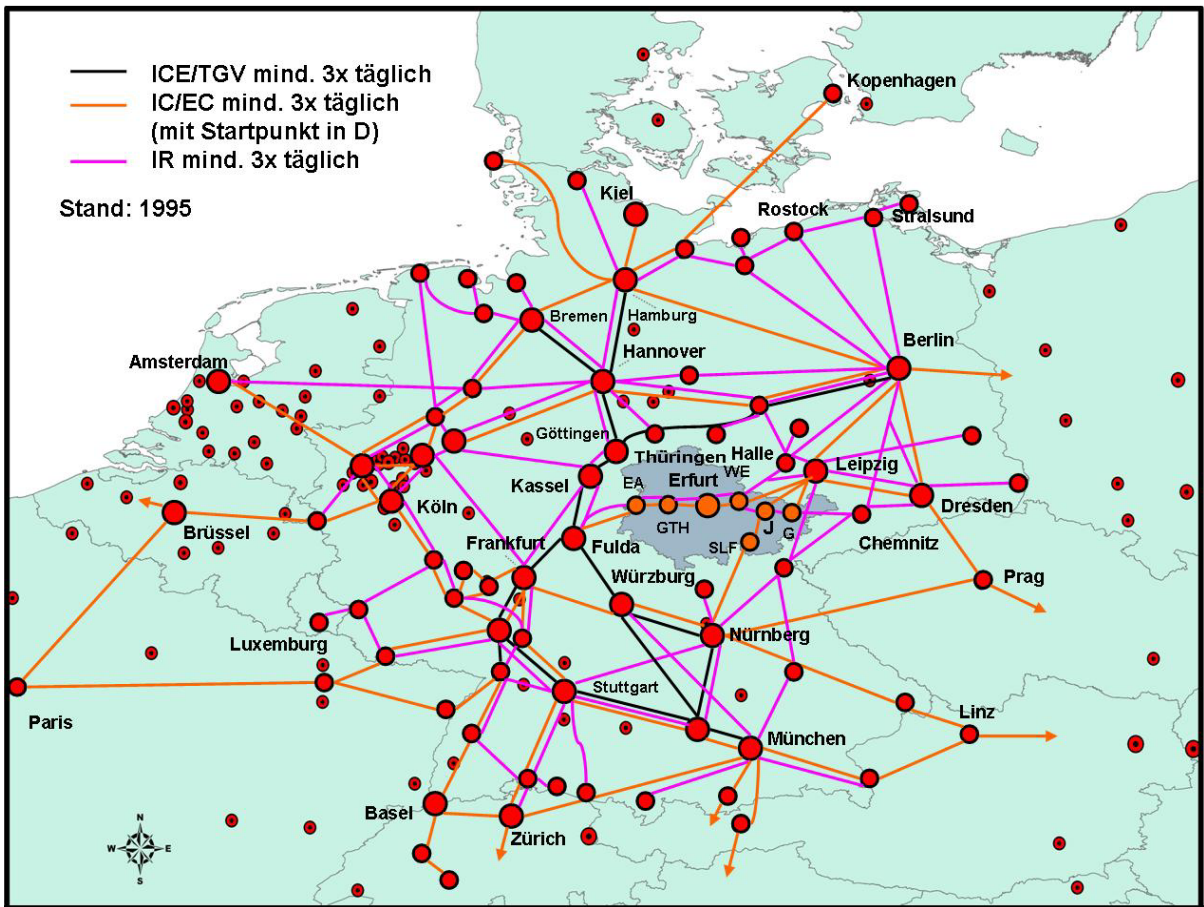 ICE/TGV mind. 3x täglich
IC/EC mind. 3x täglich
(mit Startpunkt in D)
IR mind. 3x täglich
Stand: 1995
Kopenhagen
Kiel
Rostock
Stralsund
Bremen
Hamburg
Hannover
Berlin
Amsterdam
Göttingen
Thüringen
Halle
Leipzig
Kassel
EA
Erfurt
WE
Köln
GTH
J
G
Dresden
Brüssel
SLF
Chemnitz
Frankfurt
Fulda
Würzburg
Prag
Luxemburg
Nürnberg
Paris
Stuttgart
Linz
München
Basel
Zürich
N
W
E
S